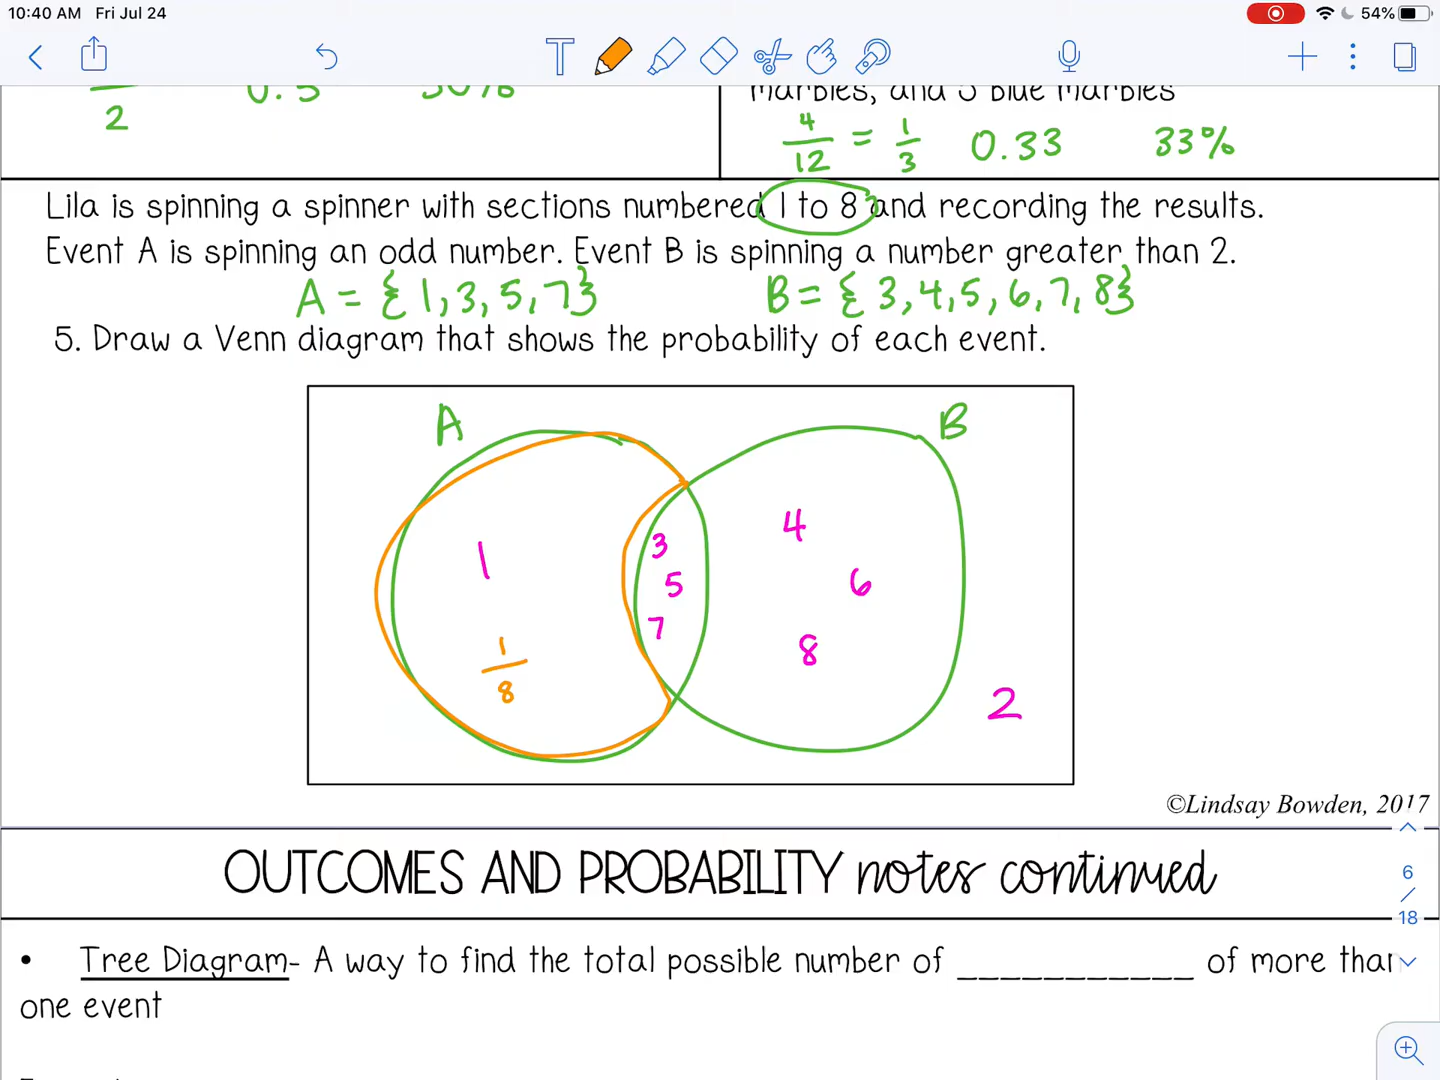 10:40 AM Fri Jul 24
54%
T
2
0.5
50%
marbles, and 5 blue marbles
4/12 = 1/3 0.33 33%
Lila is spinning a spinner with sections numbered 1 to 8 and recording the results.
Event A is spinning an odd number. Event B is spinning a number greater than 2.
A = {1, 3, 5, 7} B = {3, 4, 5, 6, 7, 8}
5. Draw a Venn diagram that shows the probability of each event.
A
B
1
3
5
7
4
6
8
1/8
2
©Lindsay Bowden, 2017
OUTCOMES AND PROBABILITY notes continued
6
/
18
• Tree Diagram- A way to find the total possible number of ___________ of more than
one event